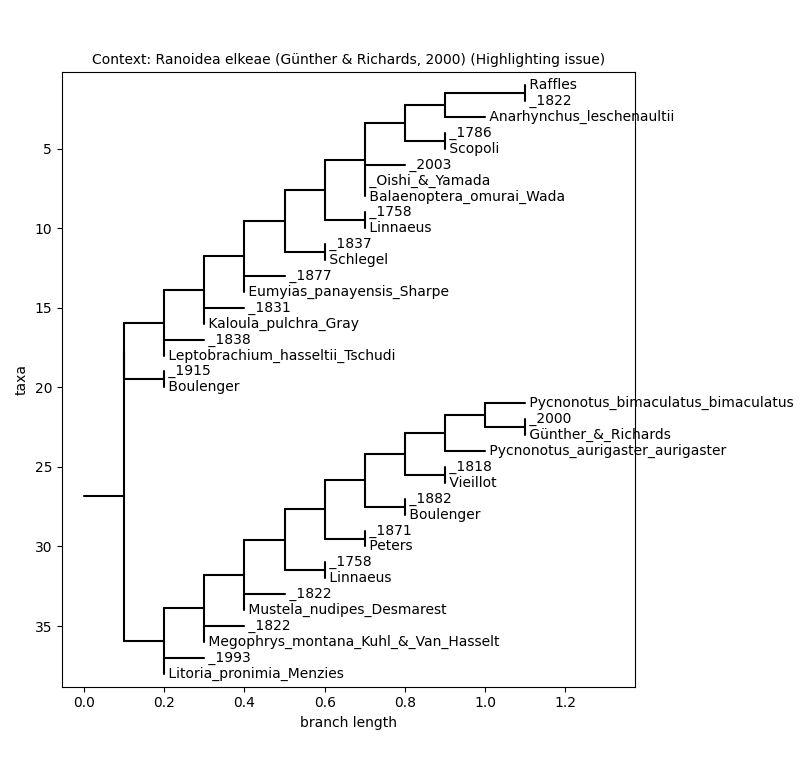 Context: Ranoidea elkeae (Günther & Richards, 2000) (Highlighting issue)
Raffles
_1822
Anarhynchus_leschenaultii
_1786
Scopoli
_2003
_Oishi_&_Yamada
Balaenoptera_omurai_Wada
_1758
Linnaeus
_1837
Schlegel
_1877
Eumyias_panayensis_Sharpe
_1831
Kaloula_pulchra_Gray
_1838
Leptobrachium_hasseltii_Tschudi
_1915
Boulenger
Pycnonotus_bimaculatus_bimaculatus
_2000
Günther_&_Richards
Pycnonotus_aurigaster_aurigaster
_1818
Vieillot
_1882
Boulenger
_1871
Peters
_1758
Linnaeus
_1822
Mustela_nudipes_Desmarest
_1822
Megophrys_montana_Kuhl_&_Van_Hasselt
_1993
Litoria_pronimia_Menzies
5
10
15
20
25
30
35
taxa
0.0 0.2 0.4 0.6 0.8 1.0 1.2
branch length